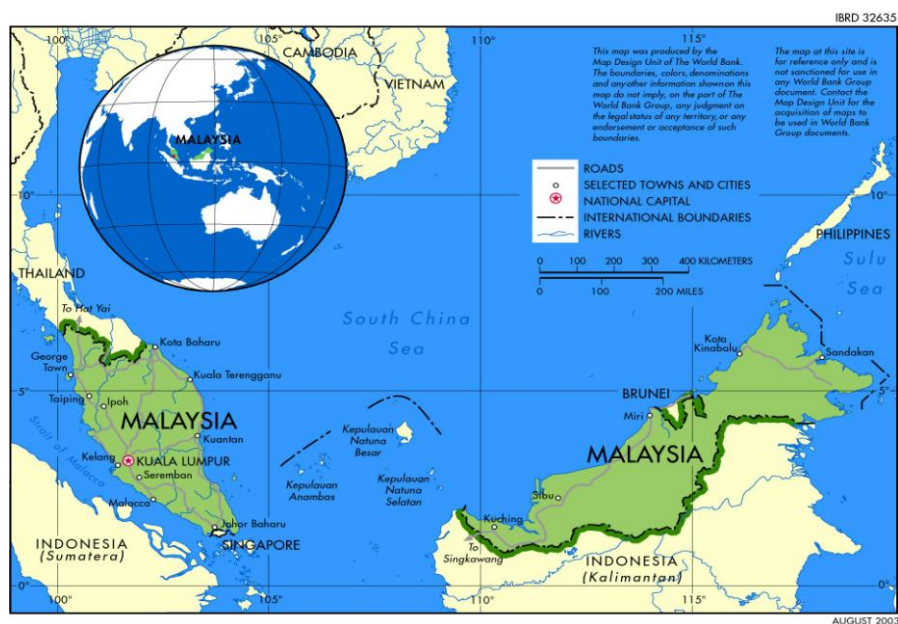 IBRD 32635
100°
105°
110°
115°
CAMBODIA
VIETNAM
This map was produced by the
Map Design Unit of The World Bank.
The boundaries, colors, denominations
and any other information shown on
this map do not imply, on the part of The
World Bank Group, any judgment on
the legal status of any territory, or any
endorsement or acceptance of such
boundaries.
The map at this site is
for reference only and is
not sanctioned for use in
any World Bank Group
document. Contact the
Map Design Unit for the
acquisition of maps to
be used in World Bank
Group documents.
MALAYSIA
ROADS
SELECTED TOWNS AND CITIES
NATIONAL CAPITAL
INTERNATIONAL BOUNDARIES
RIVERS
0 100 200 300 400 KILOMETERS
0 100 200 MILES
10°
10°
PHILIPPINES
Sulu
Sea
THAILAND
To Hat Yai
South China
Sea
George
Town
Kota Baharu
Kuala Terengganu
Taiping
Ipoh
MALAYSIA
Kuantan
Kelang
KUALA LUMPUR
Seremban
Malacca
Strait of Malacca
Johor Baharu
SINGAPORE
INDONESIA
(Sumatera)
Kepulauan
Natuna
Besar
Kepulauan
Anambas
Kepulauan
Natuna
Selatan
Kota
Kinabalu
Sandakan
BRUNEI
Miri
MALAYSIA
Sibu
Kuching
To
Singkawang
INDONESIA
(Kalimantan)
5°
5°
0°
0°
100°
105°
110°
115°
AUGUST 2003